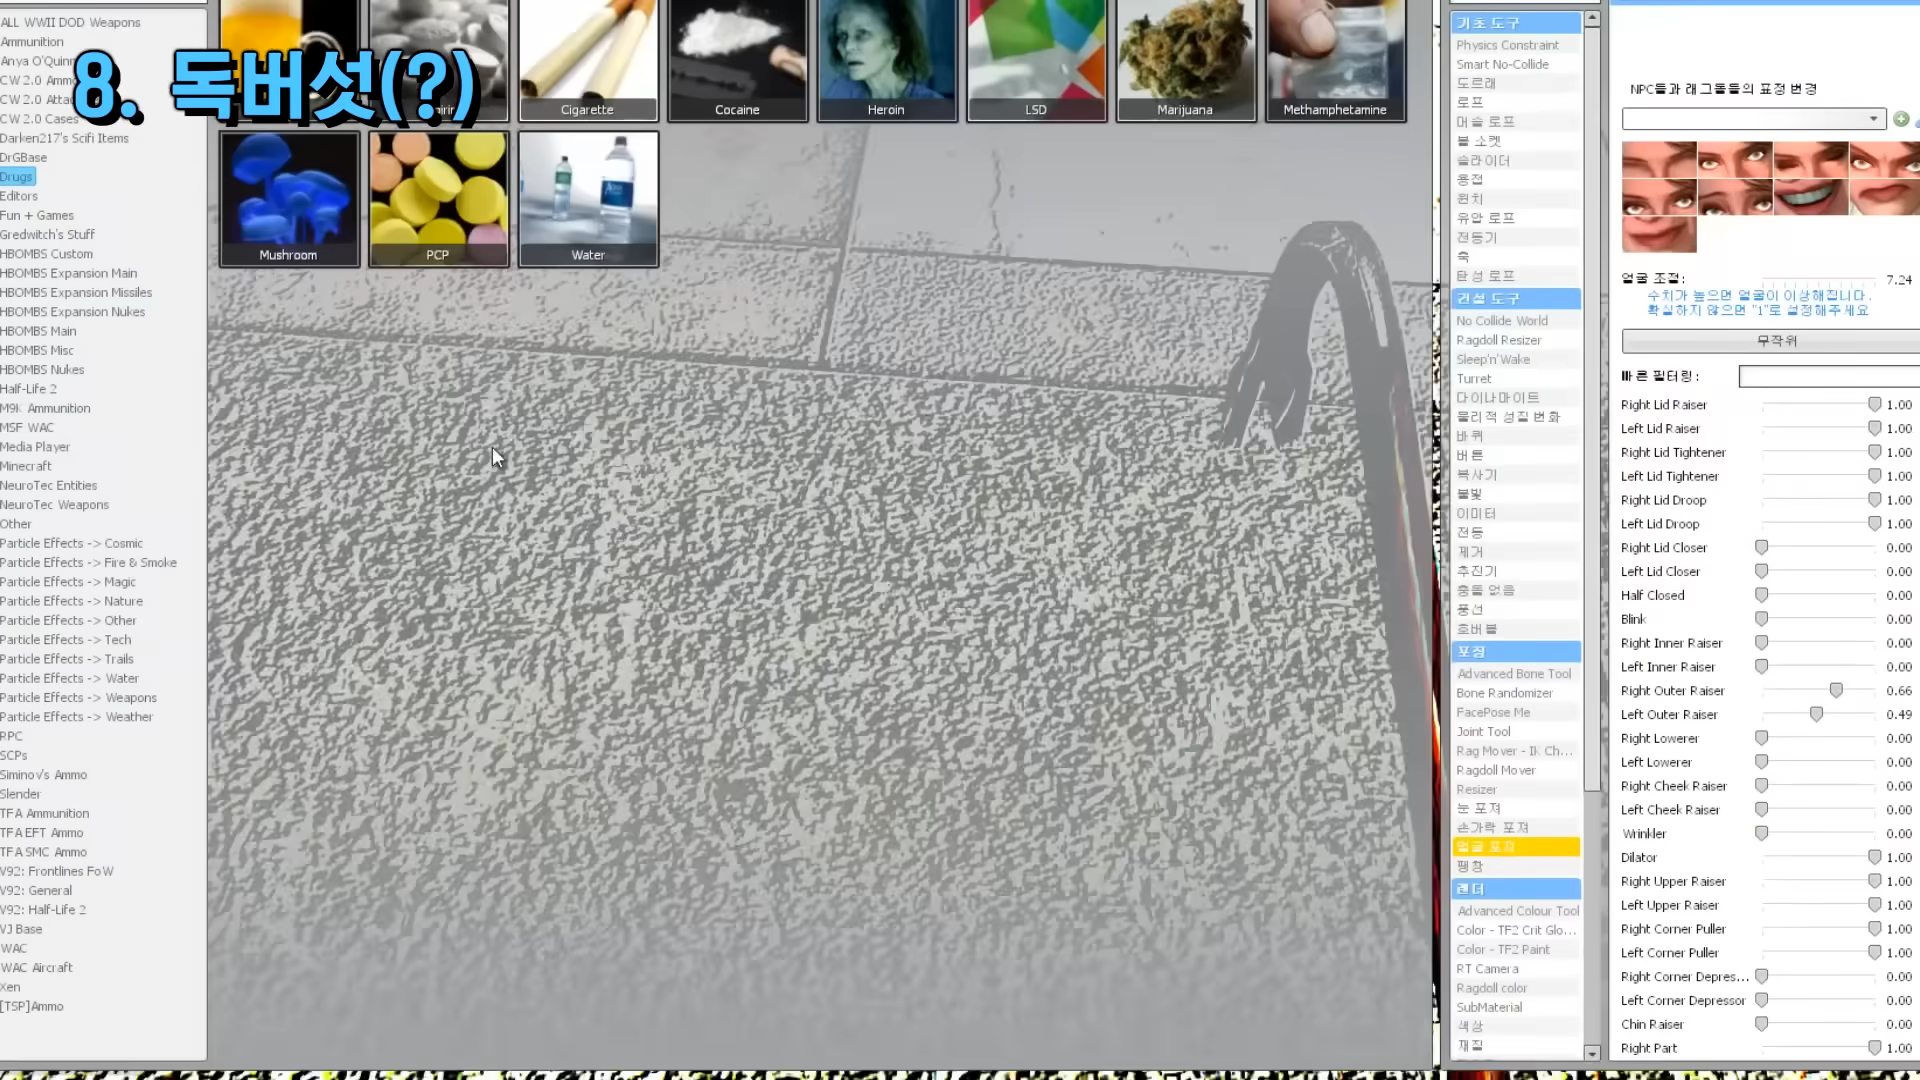 8. 독버섯(?)
ALL WWII DOD Weapons
Ammunition
Anya O'Quinn
CW 2.0 Ammo
CW 2.0 Attac
CW 2.0 Cases
Darken217's Scifi Items
DrGBase
Drugs
Editors
Fun + Games
Gredwitch's Stuff
HBOMBS Custom
HBOMBS Expansion Main
HBOMBS Expansion Missiles
HBOMBS Expansion Nukes
HBOMBS Main
HBOMBS Misc
HBOMBS Nukes
Half-Life 2
M9K Ammunition
MSF WAC
Media Player
Minecraft
NeuroTec Entities
NeuroTec Weapons
Other
Particle Effects -> Cosmic
Particle Effects -> Fire & Smoke
Particle Effects -> Magic
Particle Effects -> Nature
Particle Effects -> Other
Particle Effects -> Tech
Particle Effects -> Trails
Particle Effects -> Water
Particle Effects -> Weapons
Particle Effects -> Weather
RPC
SCPs
Siminov's Ammo
Slender
TFA Ammunition
TFA EFT Ammo
TFA SMC Ammo
V92: Frontlines FoW
V92: General
V92: Half-Life 2
VJ Base
WAC
WAC Aircraft
Xen
[TSP]Ammo
Cigarette
Cocaine
Heroin
LSD
Marijuana
Methamphetamine
Mushroom
PCP
Water
기초 도구
Physics Constraint
Smart No-Collide
도르래
로프
머슬 로프
볼 소켓
슬라이더
용접
윈치
유압 로프
전동기
축
탄성 로프
건설 도구
No Collide World
Ragdoll Resizer
Sleep'n'Wake
Turret
다이나마이트
물리적 성질 변화
바퀴
버튼
복사기
불빛
이미터
전등
제거
추진기
충돌 없음
풍선
호버볼
포징
Advanced Bone Tool
Bone Randomizer
FacePose Me
Joint Tool
Rag Mover - IK Ch...
Ragdoll Mover
Resizer
눈 포져
손가락 포져
얼굴 포져
팽창
렌더
Advanced Colour Tool
Color - TF2 Crit Glo...
Color - TF2 Paint
RT Camera
Ragdoll color
SubMaterial
색상
재질
NPC들과 래그돌들의 표정 변경
얼굴 조절: 7.24
수치가 높으면 얼굴이 이상해집니다.
확실하지 않으면 "1"로 설정해주세요
무작위
빠른 필터링:
Right Lid Raiser 1.00
Left Lid Raiser 1.00
Right Lid Tightener 1.00
Left Lid Tightener 1.00
Right Lid Droop 1.00
Left Lid Droop 1.00
Right Lid Closer 0.00
Left Lid Closer 0.00
Half Closed 0.00
Blink 0.00
Right Inner Raiser 0.00
Left Inner Raiser 0.00
Right Outer Raiser 0.66
Left Outer Raiser 0.49
Right Lowerer 0.00
Left Lowerer 0.00
Right Cheek Raiser 0.00
Left Cheek Raiser 0.00
Wrinkler 0.00
Dilator 1.00
Right Upper Raiser 1.00
Left Upper Raiser 1.00
Right Corner Puller 1.00
Left Corner Puller 1.00
Right Corner Depres... 0.00
Left Corner Depressor 0.00
Chin Raiser 0.00
Right Part 1.00